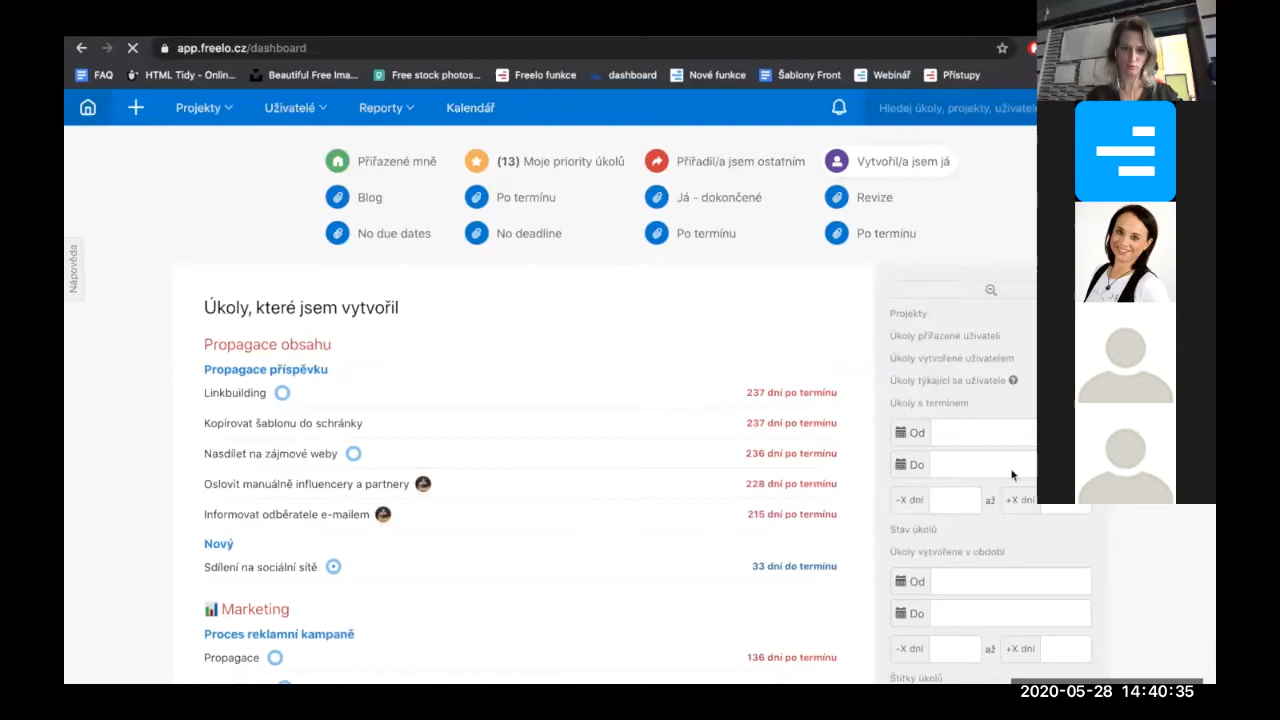 app.freelo.cz/dashboard
FAQ HTML Tidy - Onlin... Beautiful Free Ima... Free stock photos... Freelo funkce dashboard Nové funkce Šablony Front Webinář Přístupy
Projekty Uživatelé Reporty Kalendář Hledej úkoly, projekty, uživatele
Přiřazené mně (13) Moje priority úkolů Přiřadil/a jsem ostatním Vytvořil/a jsem já
Blog Po termínu Já - dokončené Revize
No due dates No deadline Po termínu Po termínu
Nápověda
Úkoly, které jsem vytvořil
Propagace obsahu
Propagace příspěvku
Linkbuilding 237 dní po termínu
Kopírovat šablonu do schránky 237 dní po termínu
Nasdílet na zájmové weby 236 dní po termínu
Oslovit manuálně influencery a partnery 228 dní po termínu
Informovat odběratele e-mailem 215 dní po termínu
Nový
Sdílení na sociální sítě 33 dní do termínu
Marketing
Proces reklamní kampaně
Propagace 136 dní po termínu
Projekty
Úkoly přiřazené uživateli
Úkoly vytvořené uživatelem
Úkoly týkající se uživatele
Úkoly s termínem
Od
Do
-X dní až +X dní
Stav úkolů
Úkoly vytvořené v období
Od
Do
-X dní až +X dní
Štítky úkolů
2020-05-28 14:40:35